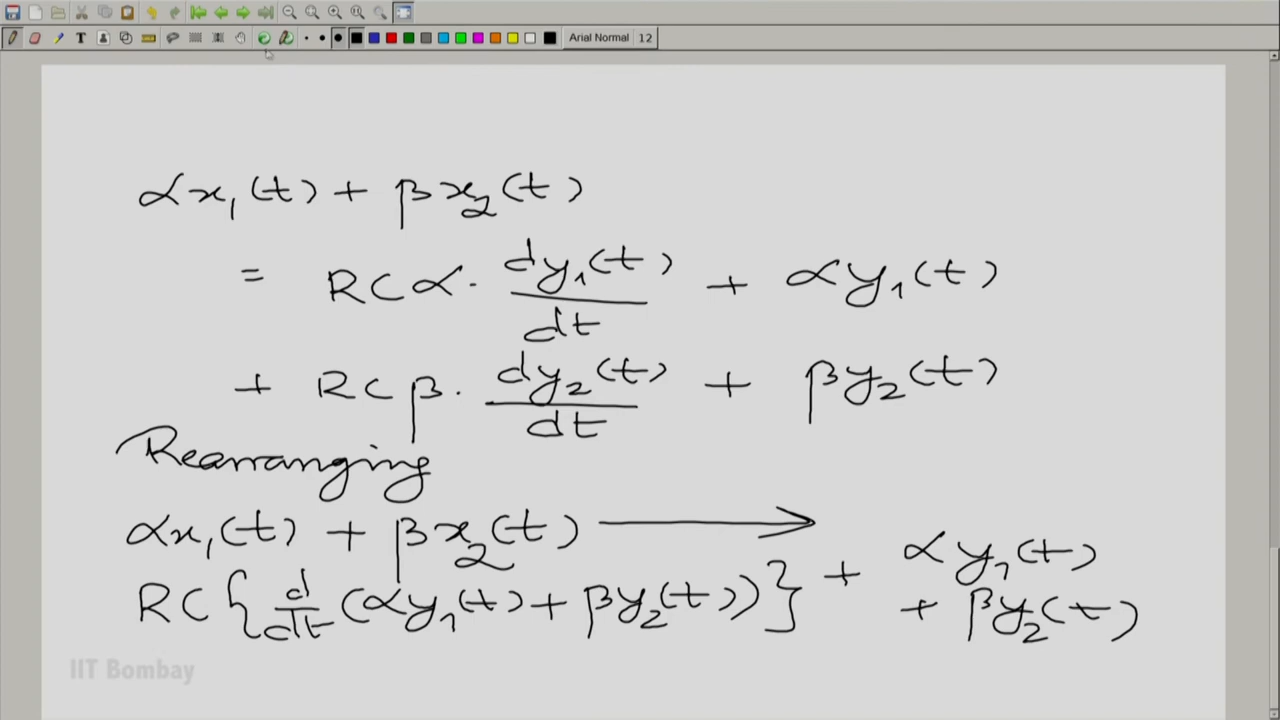 Arial Normal 12
αx₁(t) + βx₂(t)
= RCα · dy₁(t)/dt + αy₁(t)
+ RCβ · dy₂(t)/dt + βy₂(t)
Rearranging
αx₁(t) + βx₂(t) ⟶
RC{d/dt (αy₁(t) + βy₂(t))} + αy₁(t)
+ βy₂(t)
IIT Bombay